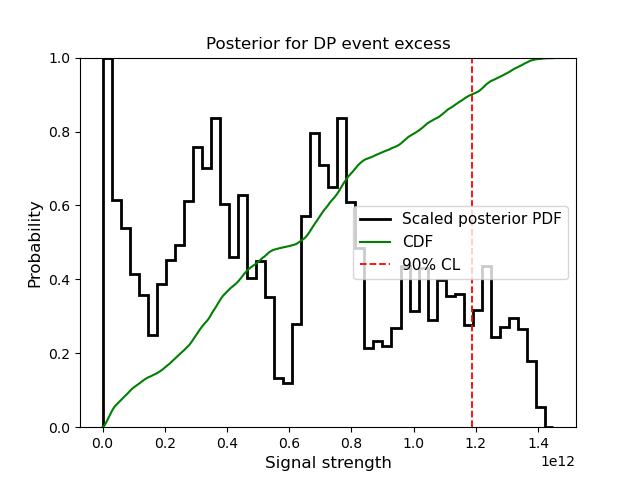 Posterior for DP event excess
Probability
1.0
0.8
0.6
0.4
0.2
0.0
Scaled posterior PDF
CDF
90% CL
0.0 0.2 0.4 0.6 0.8 1.0 1.2 1.4
1e12
Signal strength